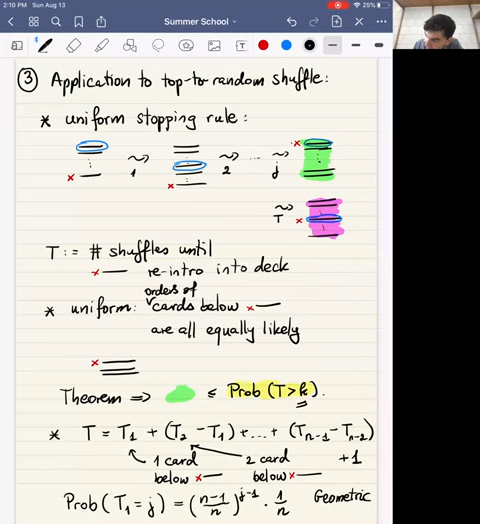 2:10 PM Sun Aug 13
25%
Summer School
③ Application to top-to random shuffle:
* uniform stopping rule:
x 1 x 2 ... x j
T x
T := # shuffles until
x— re-intro into deck
orders of
* uniform: cards below x—
are all equally likely
x
Theorem ⟹ ≤ Prob(T>k).
* T = T₁ + (T₂ - T₁) + ... + (Tₙ₋₁ - Tₙ₋₂)
1 card 2 card +1
below x— below x—
Prob(T₁ = j) = ((n-1)/n)^(j-1) · 1/n Geometric